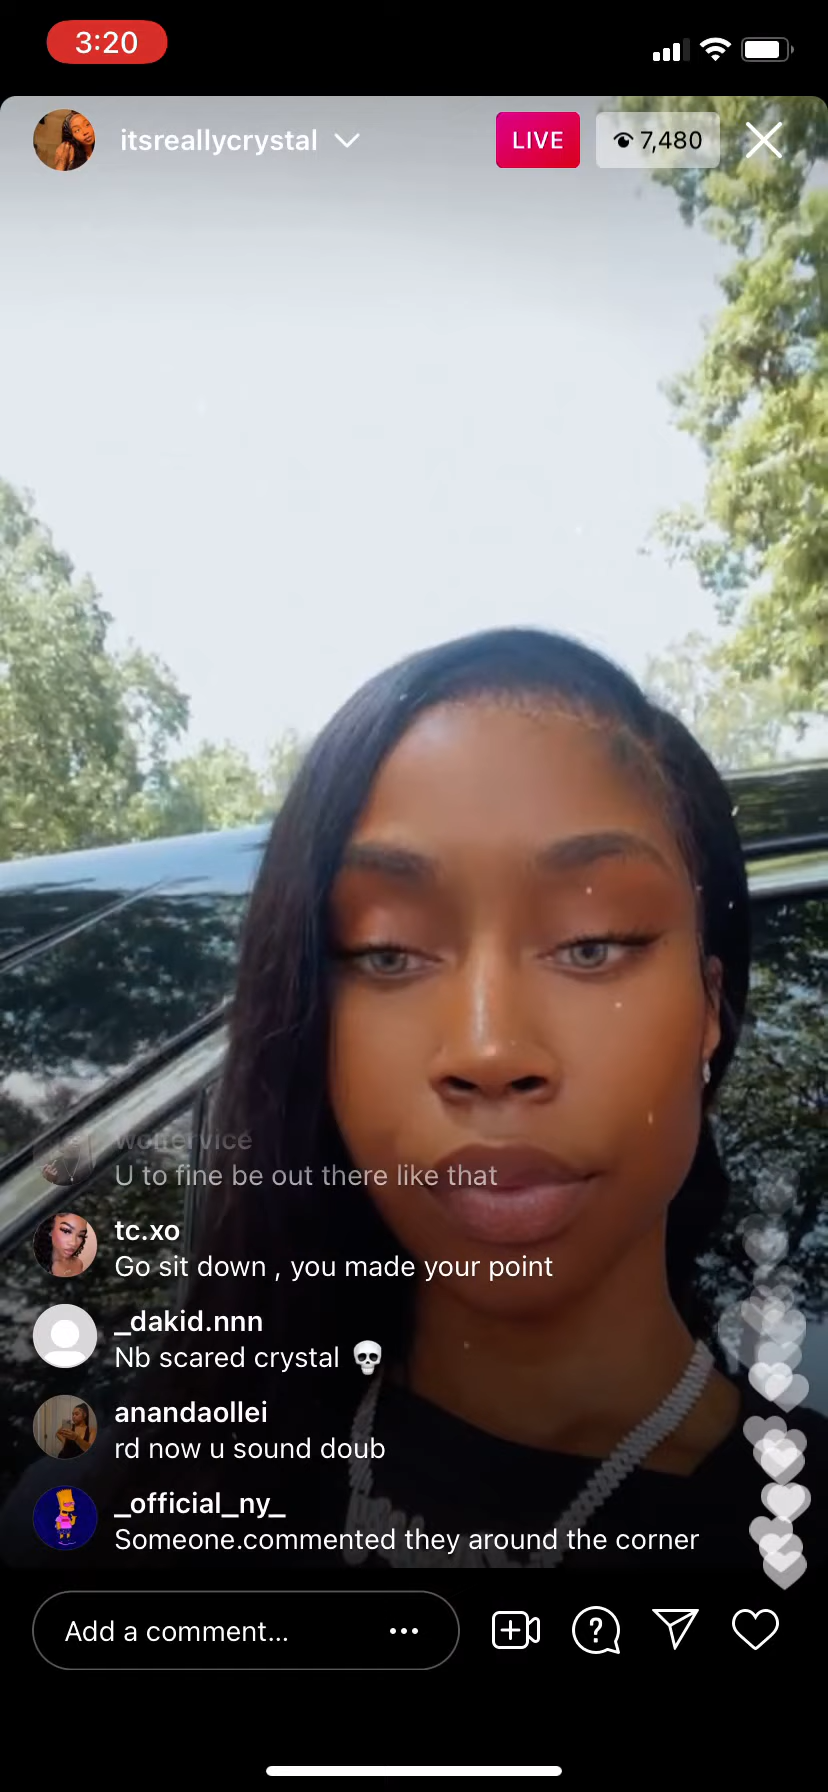 3:20
itsreallycrystal
LIVE
7,480
U to fine be out there like that
tc.xo
Go sit down , you made your point
_dakid.nnn
Nb scared crystal 💀
anandaollei
rd now u sound doub
_official_ny_
Someone.commented they around the corner
Add a comment...